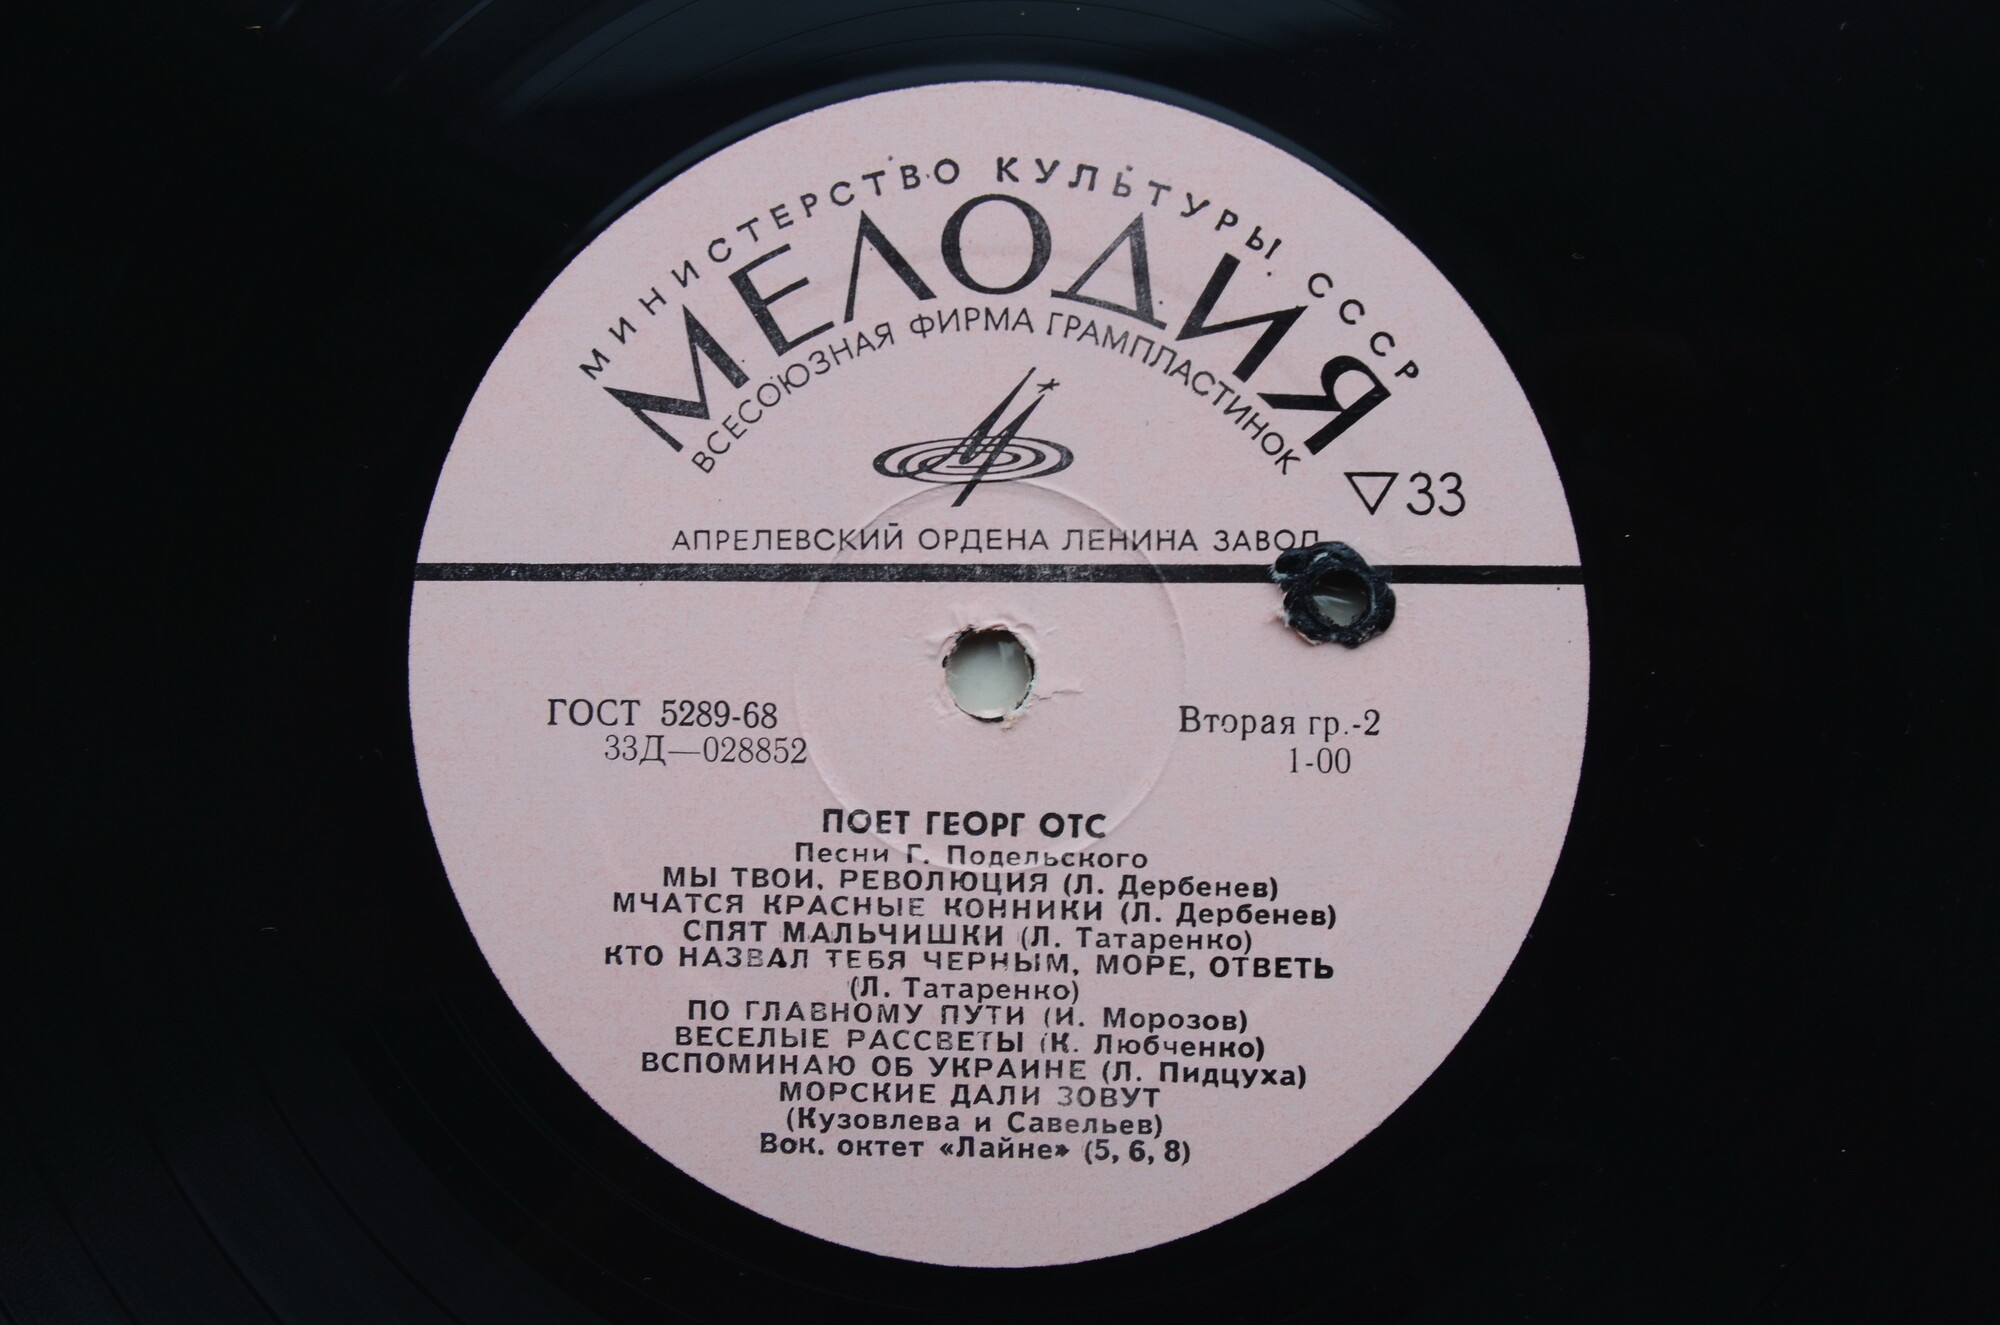 МИНИСТЕРСТВО КУЛЬТУРЫ СССР
МЕЛОДИЯ
ВСЕСОЮЗНАЯ ФИРМА ГРАМПЛАСТИНОК
▽33
АПРЕЛЕВСКИЙ ОРДЕНА ЛЕНИНА ЗАВОД
ГОСТ 5289-68
33Д—028852
Вторая гр.-2
1-00
ПОЕТ ГЕОРГ ОТС
Песни Г. Подельского
МЫ ТВОИ, РЕВОЛЮЦИЯ (Л. Дербенев)
МЧАТСЯ КРАСНЫЕ КОННИКИ (Л. Дербенев)
СПЯТ МАЛЬЧИШКИ (Л. Татаренко)
КТО НАЗВАЛ ТЕБЯ ЧЕРНЫМ, МОРЕ, ОТВЕТЬ
(Л. Татаренко)
ПО ГЛАВНОМУ ПУТИ (И. Морозов)
ВЕСЕЛЫЕ РАССВЕТЫ (К. Любченко)
ВСПОМИНАЮ ОБ УКРАИНЕ (Л. Пидцуха)
МОРСКИЕ ДАЛИ ЗОВУТ
(Кузовлева и Савельев)
Вок. октет «Лайне» (5, 6, 8)